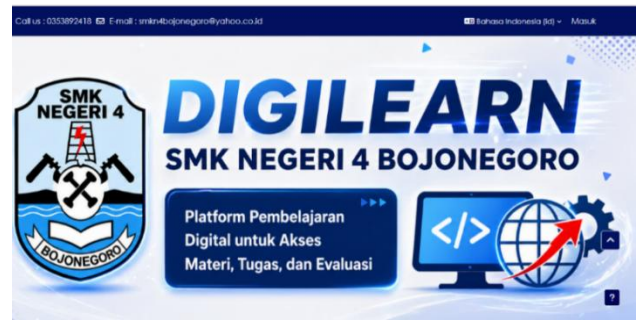 Call us : 0353892418 E-mail : smkn4bojonegoro@yahoo.co.id
Bahasa Indonesia (id) Masuk
SMK
NEGERI 4
BOJONEGORO
DIGILEARN
SMK NEGERI 4 BOJONEGORO
Platform Pembelajaran
Digital untuk Akses
Materi, Tugas, dan Evaluasi
</>
?